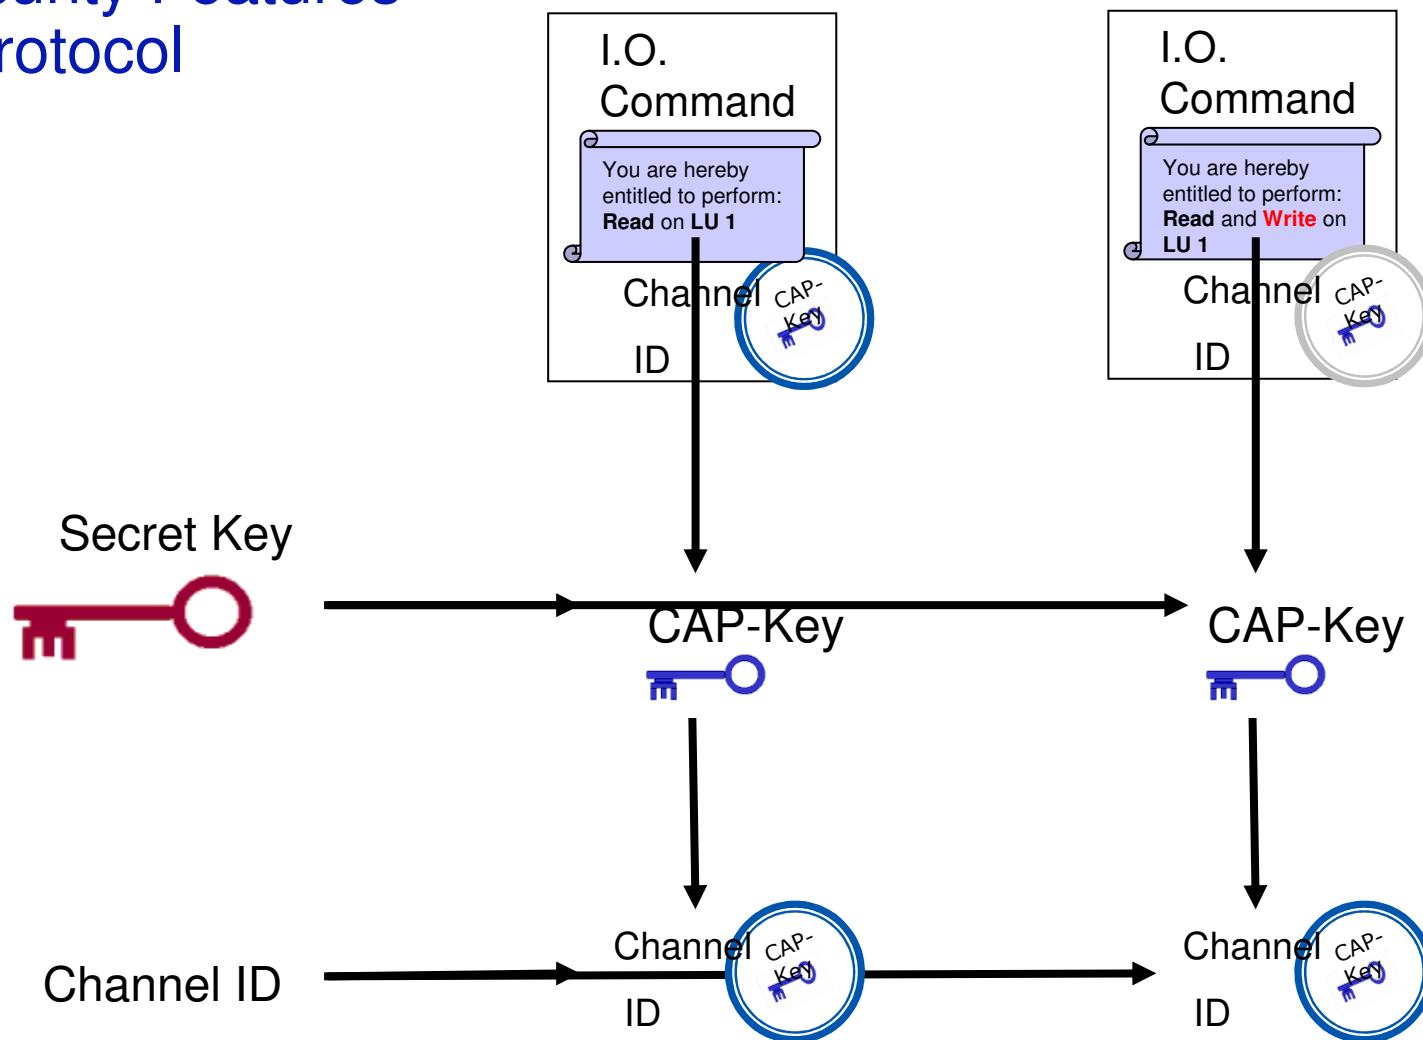 rotocol
I.O.
Command
You are hereby
entitled to perform:
Read on LU 1
Channel
ID
CAP-
Key
I.O.
Command
You are hereby
entitled to perform:
Read and Write on
LU 1
Channel
ID
CAP-
Key
Secret Key
CAP-Key
CAP-Key
Channel ID
Channel
ID
CAP-
Key
Channel
ID
CAP-
Key